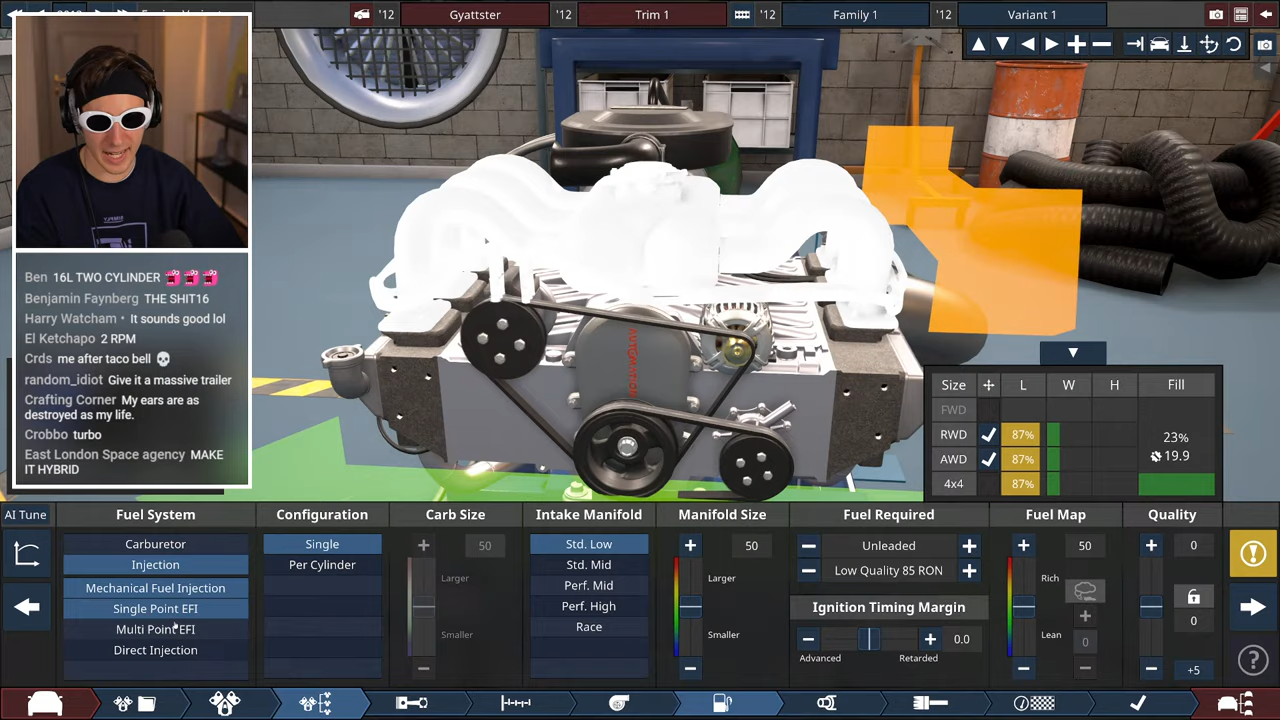 '12
Gyattster
'12
Trim 1
'12
Family 1
'12
Variant 1
Ben 16L TWO CYLINDER
Benjamin Faynberg THE SHIT16
Harry Watcham • It sounds good lol
El Ketchapo 2 RPM
Crds me after taco bell
random_idiot Give it a massive trailer
Crafting Corner My ears are as
destroyed as my life.
Crobbo turbo
East London Space agency MAKE
IT HYBRID
AUTOMATION
Size L W H Fill
FWD
RWD 87%
AWD 87%
4x4 87%
23%
19.9
AI Tune
Fuel System
Carburetor
Injection
Mechanical Fuel Injection
Single Point EFI
Multi Point EFI
Direct Injection
Configuration
Single
Per Cylinder
Carb Size
+ 50
Larger
Smaller
−
Intake Manifold
Std. Low
Std. Mid
Perf. Mid
Perf. High
Race
Manifold Size
+ 50
Larger
Smaller
−
Fuel Required
− Unleaded +
− Low Quality 85 RON +
Ignition Timing Margin
− + 0.0
Advanced Retarded
Fuel Map
+ 50
Rich
+
Lean 0
− −
Quality
+ 0
0
− +5
?